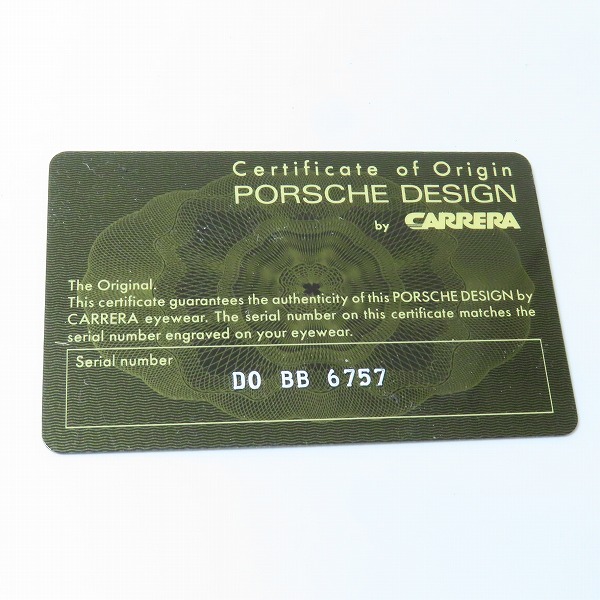 Certificate of Origin
PORSCHE DESIGN
by CARRERA
The Original.
This certificate guarantees the authenticity of this PORSCHE DESIGN by
CARRERA eyewear. The serial number on this certificate matches the
serial number engraved on your eyewear.
Serial number
DO BB 6757